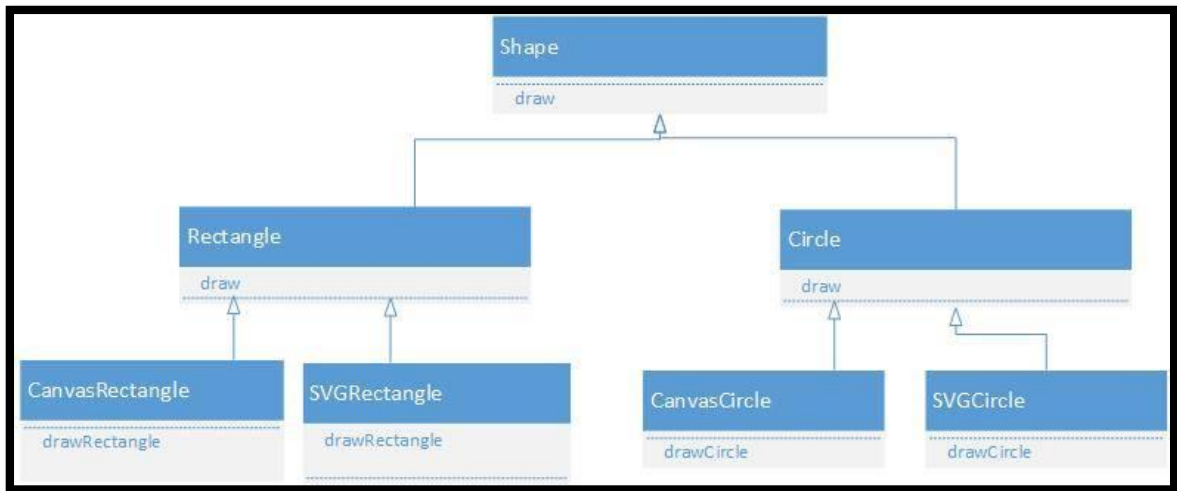 Shape
draw
Rectangle
draw
Circle
draw
CanvasRectangle
drawRectangle
SVGRectangle
drawRectangle
CanvasCircle
drawCircle
SVGCircle
drawCircle